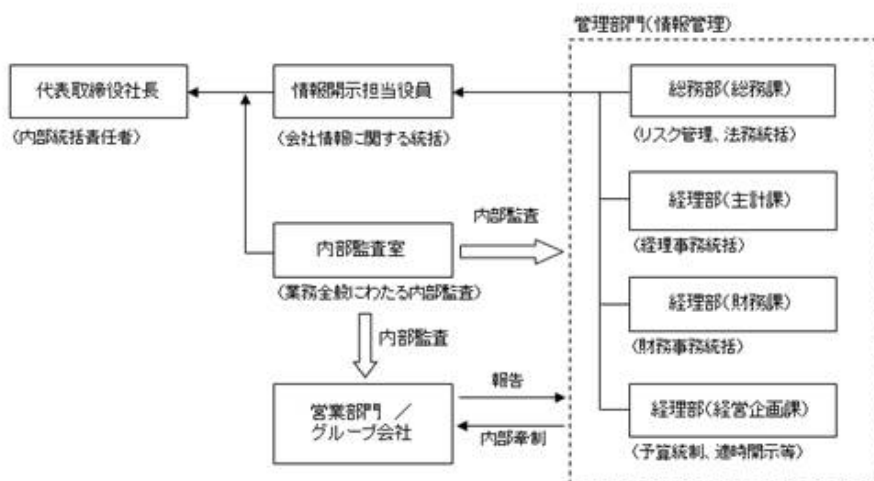 管理部門(情報管理)
代表取締役社長
(内部統括責任者)
情報開示担当役員
(会社情報に関する統括)
総務部(総務課)
(リスク管理、法務統括)
内部監査
経理部(主計課)
(経理事務統括)
内部監査室
(業務全般にわたる内部監査)
経理部(財務課)
(財務事務統括)
内部監査
営業部門 /
グループ会社
報告
内部牽制
経理部(経営企画課)
(予算統制、適時開示等)